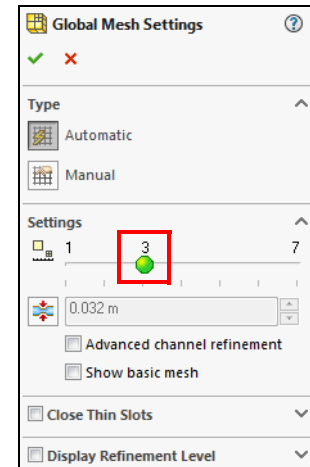 Global Mesh Settings
Type
Automatic
Manual
Settings
1 3 7
0.032 m
Advanced channel refinement
Show basic mesh
Close Thin Slots
Display Refinement Level